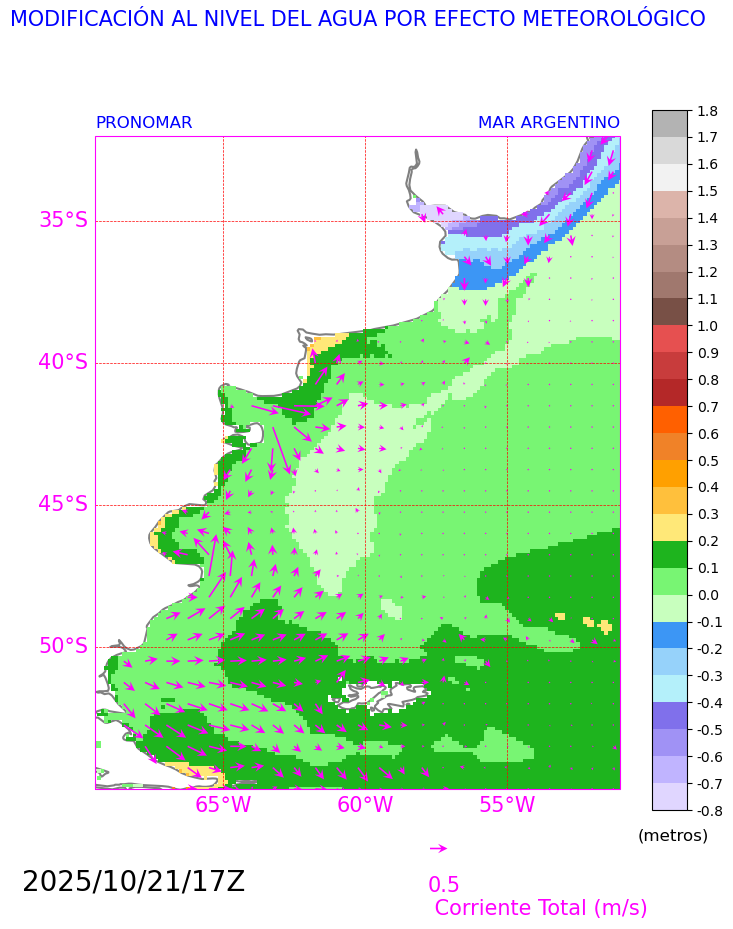 MODIFICACIÓN AL NIVEL DEL AGUA POR EFECTO METEOROLÓGICO
PRONOMAR
MAR ARGENTINO
35°S
40°S
45°S
50°S
65°W
60°W
55°W
1.8
1.7
1.6
1.5
1.4
1.3
1.2
1.1
1.0
0.9
0.8
0.7
0.6
0.5
0.4
0.3
0.2
0.1
0.0
-0.1
-0.2
-0.3
-0.4
-0.5
-0.6
-0.7
-0.8
(metros)
2025/10/21/17Z
0.5
Corriente Total (m/s)